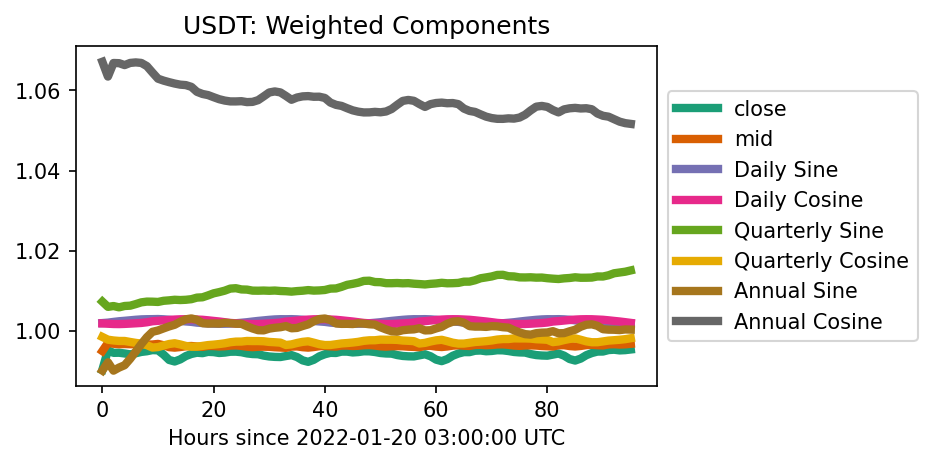 USDT: Weighted Components
1.06
1.04
1.02
1.00
0
20
40
60
80
Hours since 2022-01-20 03:00:00 UTC
close
mid
Daily Sine
Daily Cosine
Quarterly Sine
Quarterly Cosine
Annual Sine
Annual Cosine